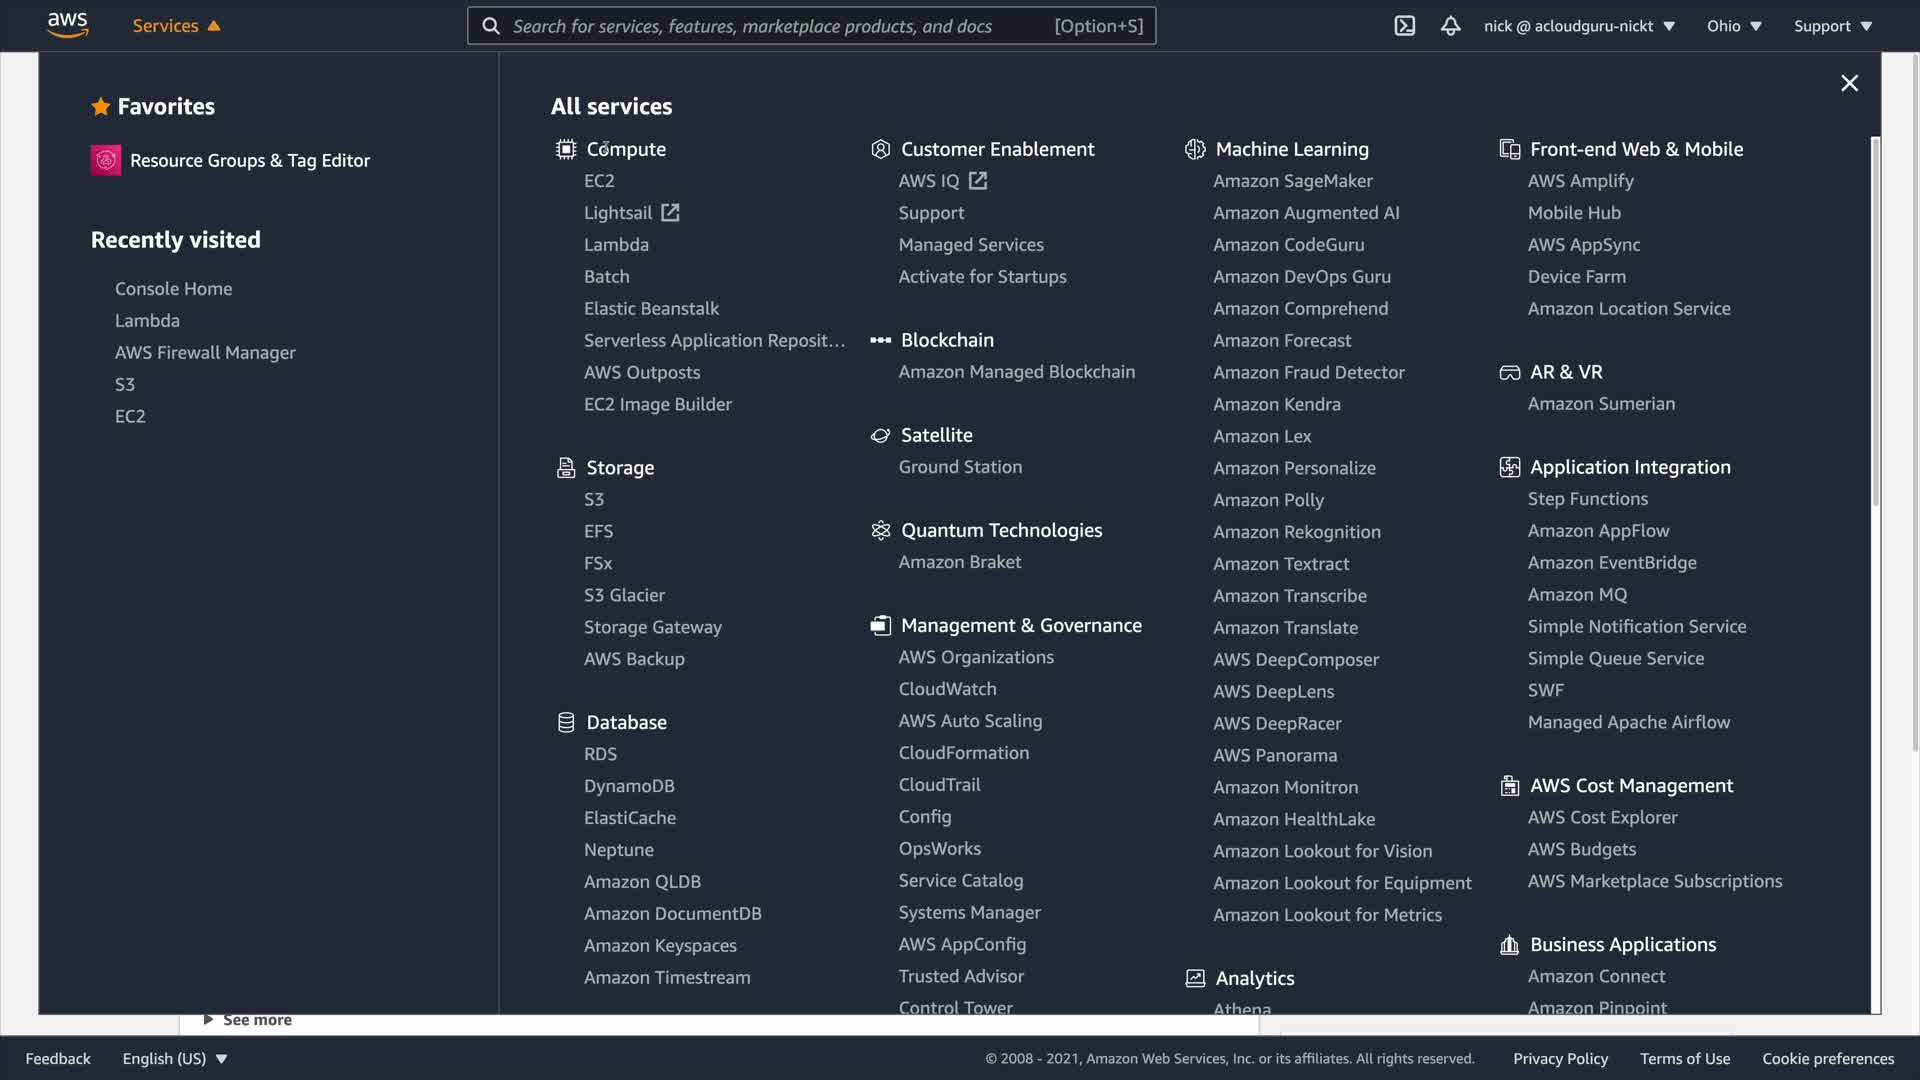 aws
Services
Search for services, features, marketplace products, and docs
[Option+S]
nick @ acloudguru-nickt
Ohio
Support
Favorites
Resource Groups & Tag Editor
Recently visited
Console Home
Lambda
AWS Firewall Manager
S3
EC2
All services
Compute
EC2
Lightsail
Lambda
Batch
Elastic Beanstalk
Serverless Application Reposit...
AWS Outposts
EC2 Image Builder
Storage
S3
EFS
FSx
S3 Glacier
Storage Gateway
AWS Backup
Database
RDS
DynamoDB
ElastiCache
Neptune
Amazon QLDB
Amazon DocumentDB
Amazon Keyspaces
Amazon Timestream
Customer Enablement
AWS IQ
Support
Managed Services
Activate for Startups
Blockchain
Amazon Managed Blockchain
Satellite
Ground Station
Quantum Technologies
Amazon Braket
Management & Governance
AWS Organizations
CloudWatch
AWS Auto Scaling
CloudFormation
CloudTrail
Config
OpsWorks
Service Catalog
Systems Manager
AWS AppConfig
Trusted Advisor
Control Tower
Machine Learning
Amazon SageMaker
Amazon Augmented AI
Amazon CodeGuru
Amazon DevOps Guru
Amazon Comprehend
Amazon Forecast
Amazon Fraud Detector
Amazon Kendra
Amazon Lex
Amazon Personalize
Amazon Polly
Amazon Rekognition
Amazon Textract
Amazon Transcribe
Amazon Translate
AWS DeepComposer
AWS DeepLens
AWS DeepRacer
AWS Panorama
Amazon Monitron
Amazon HealthLake
Amazon Lookout for Vision
Amazon Lookout for Equipment
Amazon Lookout for Metrics
Analytics
Athena
Front-end Web & Mobile
AWS Amplify
Mobile Hub
AWS AppSync
Device Farm
Amazon Location Service
AR & VR
Amazon Sumerian
Application Integration
Step Functions
Amazon AppFlow
Amazon EventBridge
Amazon MQ
Simple Notification Service
Simple Queue Service
SWF
Managed Apache Airflow
AWS Cost Management
AWS Cost Explorer
AWS Budgets
AWS Marketplace Subscriptions
Business Applications
Amazon Connect
Amazon Pinpoint
See more
Feedback
English (US)
© 2008 - 2021, Amazon Web Services, Inc. or its affiliates. All rights reserved.
Privacy Policy
Terms of Use
Cookie preferences